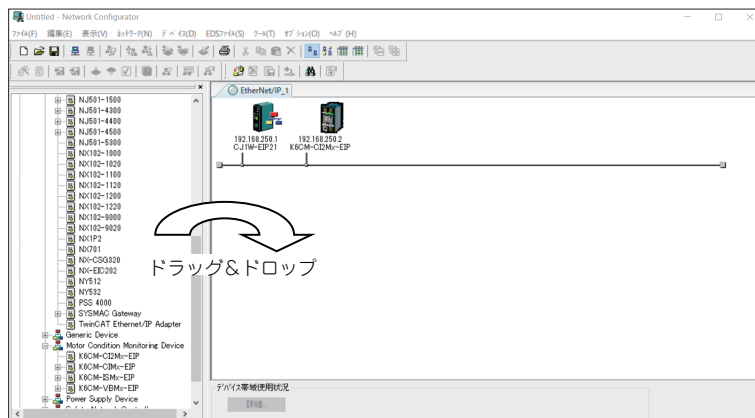 Untitled - Network Configurator
ファイル(F) 編集(E) 表示(V) ネットワーク(N) デバイス(D) EDSファイル(S) ツール(T) オプション(O) ヘルプ(H)
EtherNet/IP_1
NJ501-1500
NJ501-4300
NJ501-4400
NJ501-4500
NJ501-5300
NX102-1000
NX102-1020
NX102-1100
NX102-1120
NX102-1200
NX102-1220
NX102-9000
NX102-9020
NX1P2
NX701
NX-CSG320
NX-EIC202
NY512
NY532
PSS 4000
SYSMAC Gateway
TwinCAT Ethernet/IP Adapter
Generic Device
Motor Condition Monitoring Device
K6CM-CI2Mx-EIP
K6CM-CIMx-EIP
K6CM-ISMx-EIP
K6CM-VBMx-EIP
Power Supply Device
192.168.250.1
CJ1W-EIP21
192.168.250.2
K6CM-CI2Mx-EIP
ドラッグ&ドロップ
デバイス帯域使用状況
詳細...